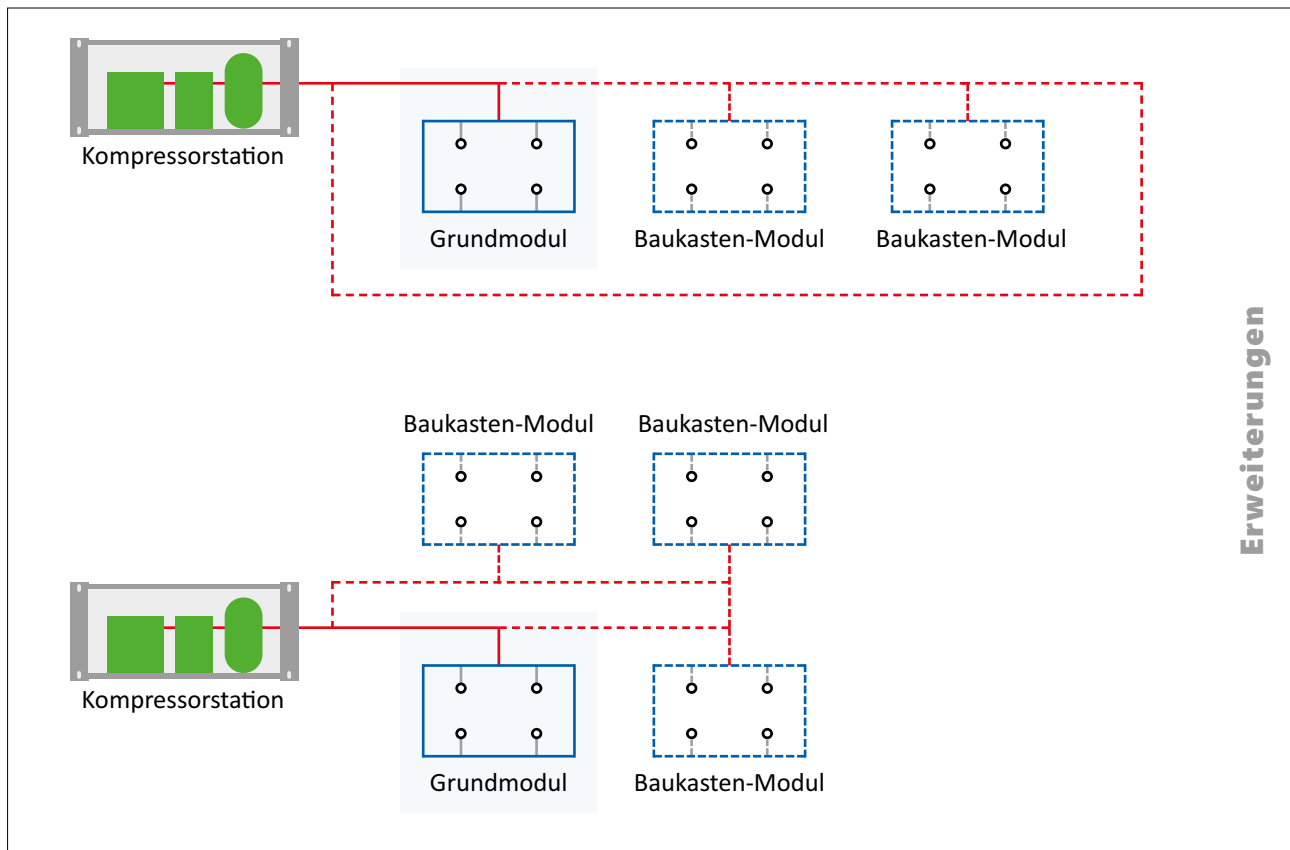 Kompressorstation
Grundmodul
Baukasten-Modul
Baukasten-Modul
Erweiterungen
Baukasten-Modul
Baukasten-Modul
Kompressorstation
Grundmodul
Baukasten-Modul